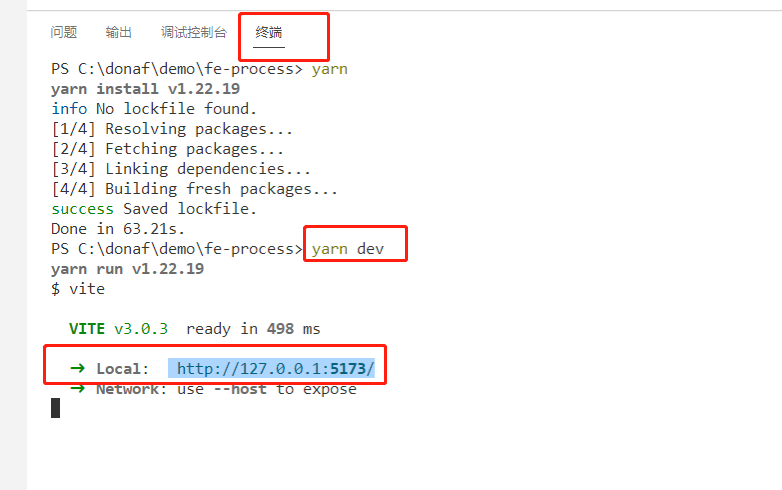 问题 输出 调试控制台 终端
PS C:\donaf\demo\fe-process> yarn
yarn install v1.22.19
info No lockfile found.
[1/4] Resolving packages...
[2/4] Fetching packages...
[3/4] Linking dependencies...
[4/4] Building fresh packages...
success Saved lockfile.
Done in 63.21s.
PS C:\donaf\demo\fe-process> yarn dev
yarn run v1.22.19
$ vite
VITE v3.0.3 ready in 498 ms
➜ Local: http://127.0.0.1:5173/
➜ Network: use --host to expose